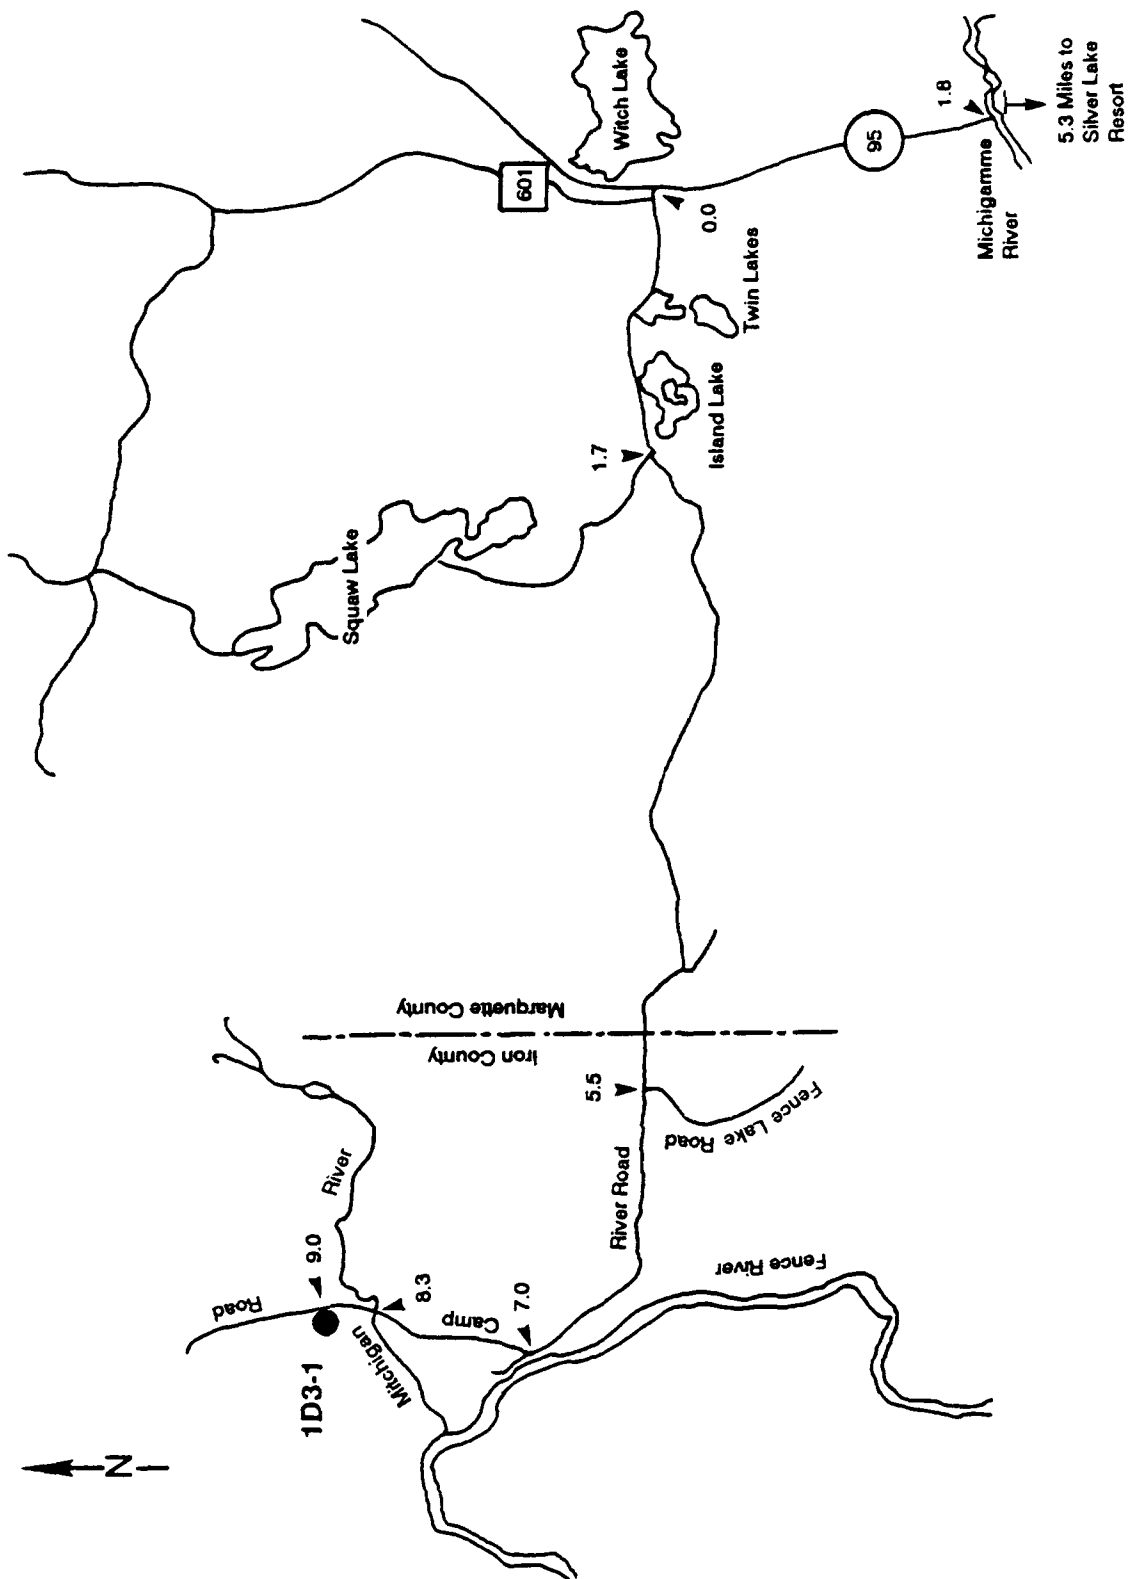 N
1D3-1
Road
9.0
River
8.3
Mitchigan
Camp
7.0
River Road
Fence River
5.5
Fence Lake Road
Iron County
Marquette County
Squaw Lake
1.7
Island Lake
Twin Lakes
0.0
601
Witch Lake
95
1.8
Michigamme
River
5.3 Miles to
Silver Lake
Resort